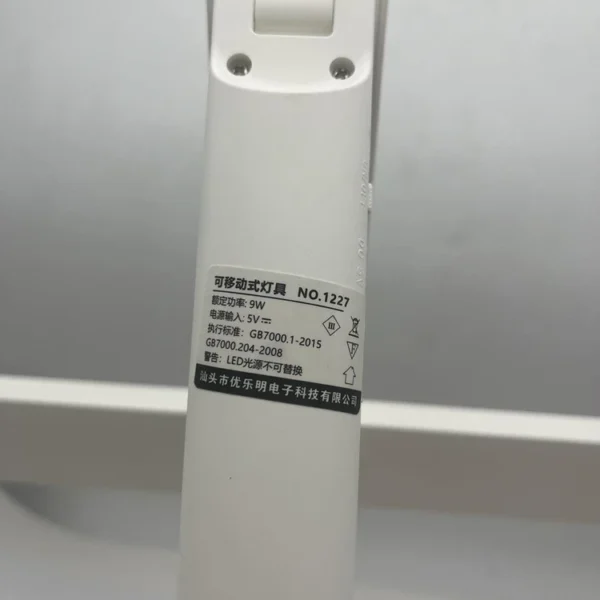 可移动式灯具 NO.1227
额定功率: 9W
电源输入: 5V⎓
执行标准: GB7000.1-2015
GB7000.204-2008
警告: LED光源不可替换
汕头市优乐明电子科技有限公司
III
F